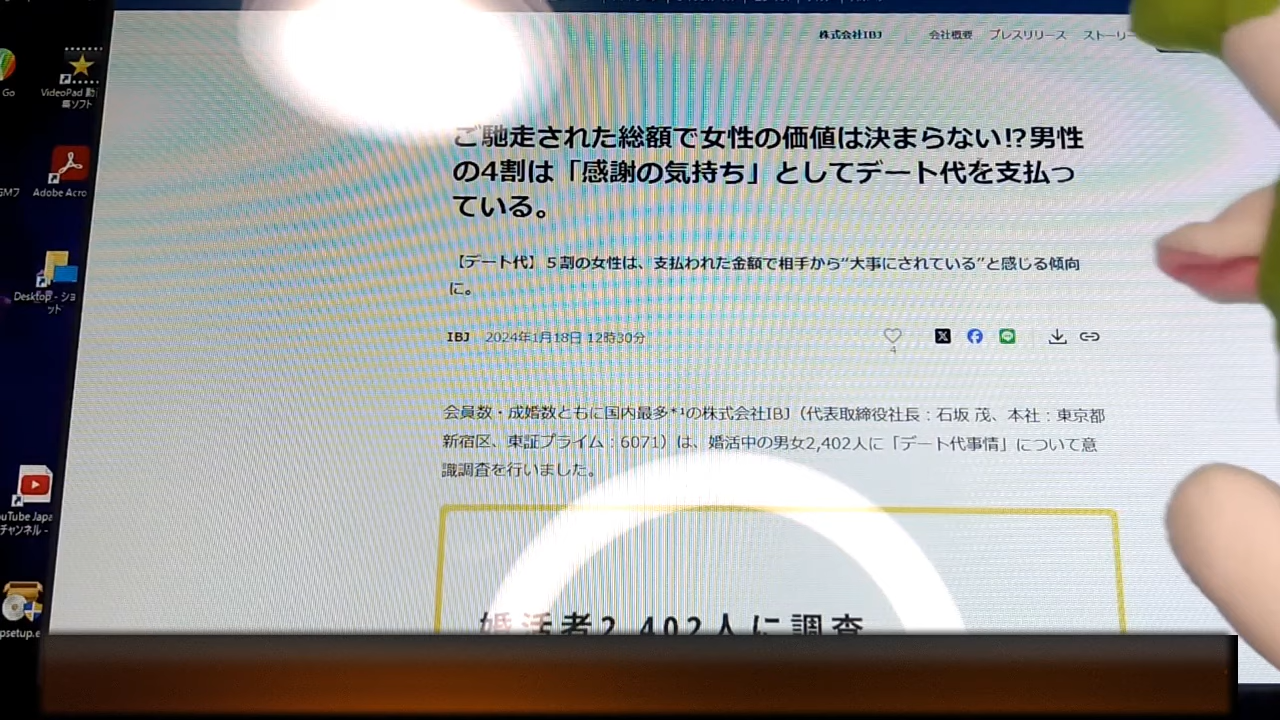 株式会社IBJ 会社概要 プレスリリース ストーリー
Go
VideoPad 動
集ソフト
ご馳走された総額で女性の価値は決まらない!?男性
の4割は「感謝の気持ち」としてデート代を支払っ
ている。
Adobe Acro
【デート代】５割の女性は、支払われた金額で相手から“大事にされている”と感じる傾向
に。
Desktop - ショ
ット
IBJ 2024年1月18日 12時30分
4
会員数・成婚数ともに国内最多*¹の株式会社IBJ（代表取締役社長：石坂 茂、本社：東京都
新宿区、東証プライム：6071）は、婚活中の男女2,402人に「デート代事情」について意
識調査を行いました。
uTube Japa
チャンネル -
婚活者2,402人に調査
psetup.e